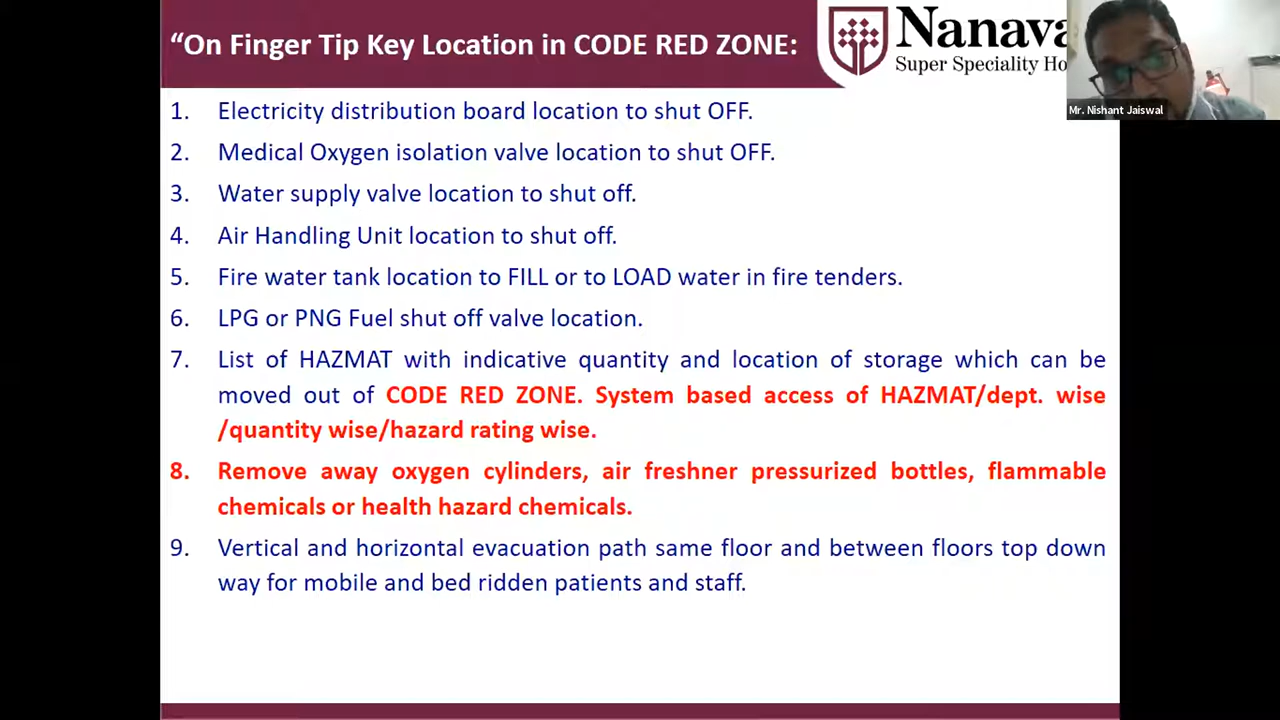 “On Finger Tip Key Location in CODE RED ZONE:
Nanava
Super Speciality Ho
Mr. Nishant Jaiswal
1. Electricity distribution board location to shut OFF.
2. Medical Oxygen isolation valve location to shut OFF.
3. Water supply valve location to shut off.
4. Air Handling Unit location to shut off.
5. Fire water tank location to FILL or to LOAD water in fire tenders.
6. LPG or PNG Fuel shut off valve location.
7. List of HAZMAT with indicative quantity and location of storage which can be
moved out of CODE RED ZONE. System based access of HAZMAT/dept. wise
/quantity wise/hazard rating wise.
8. Remove away oxygen cylinders, air freshner pressurized bottles, flammable
chemicals or health hazard chemicals.
9. Vertical and horizontal evacuation path same floor and between floors top down
way for mobile and bed ridden patients and staff.